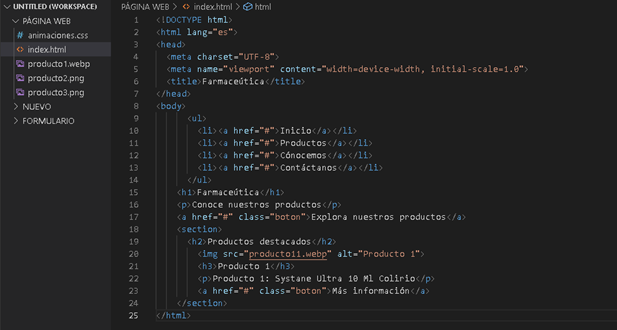 UNTITLED (WORKSPACE)
PÁGINA WEB
animaciones.css
index.html
producto1.webp
producto2.png
producto3.png
NUEVO
FORMULARIO
PÁGINA WEB > index.html > html
1 <!DOCTYPE html>
2 <html lang="es">
3 <head>
4 <meta charset="UTF-8">
5 <meta name="viewport" content="width=device-width, initial-scale=1.0">
6 <title>Farmaceútica</title>
7 </head>
8 <body>
9 <ul>
10 <li><a href="#">Inicio</a></li>
11 <li><a href="#">Productos</a></li>
12 <li><a href="#">Cónocemos</a></li>
13 <li><a href="#">Contáctanos</a></li>
14 </ul>
15 <h1>Farmaceútica</h1>
16 <p>Conoce nuestros productos</p>
17 <a href="#" class="boton">Explora nuestros productos</a>
18 <section>
19 <h2>Productos destacados</h2>
20 <img src="producto11.webp" alt="Producto 1">
21 <h3>Producto 1</h3>
22 <p>Producto 1: Systane Ultra 10 Ml Colirio</p>
23 <a href="#" class="boton">Más información</a>
24 </section>
25 </html>